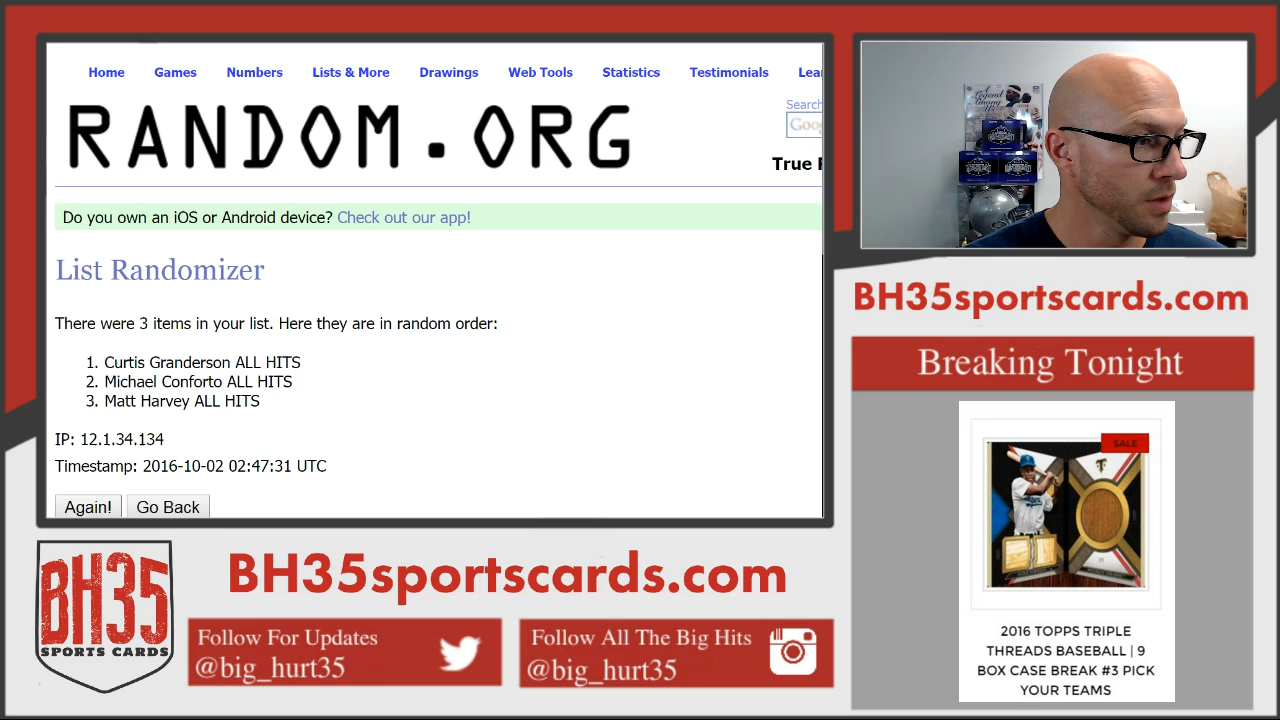 Home Games Numbers Lists & More Drawings Web Tools Statistics Testimonials
RANDOM.ORG
Search
Goo
True
Do you own an iOS or Android device? Check out our app!
List Randomizer
There were 3 items in your list. Here they are in random order:
1. Curtis Granderson ALL HITS
2. Michael Conforto ALL HITS
3. Matt Harvey ALL HITS
IP: 12.1.34.134
Timestamp: 2016-10-02 02:47:31 UTC
Again! Go Back
A
Legend
Among
BH35sportscards.com
Breaking Tonight
SALE
2016 TOPPS TRIPLE
THREADS BASEBALL | 9
BOX CASE BREAK #3 PICK
YOUR TEAMS
BH35
SPORTS CARDS
BH35sportscards.com
Follow For Updates
@big_hurt35
Follow All The Big Hits
@big_hurt35